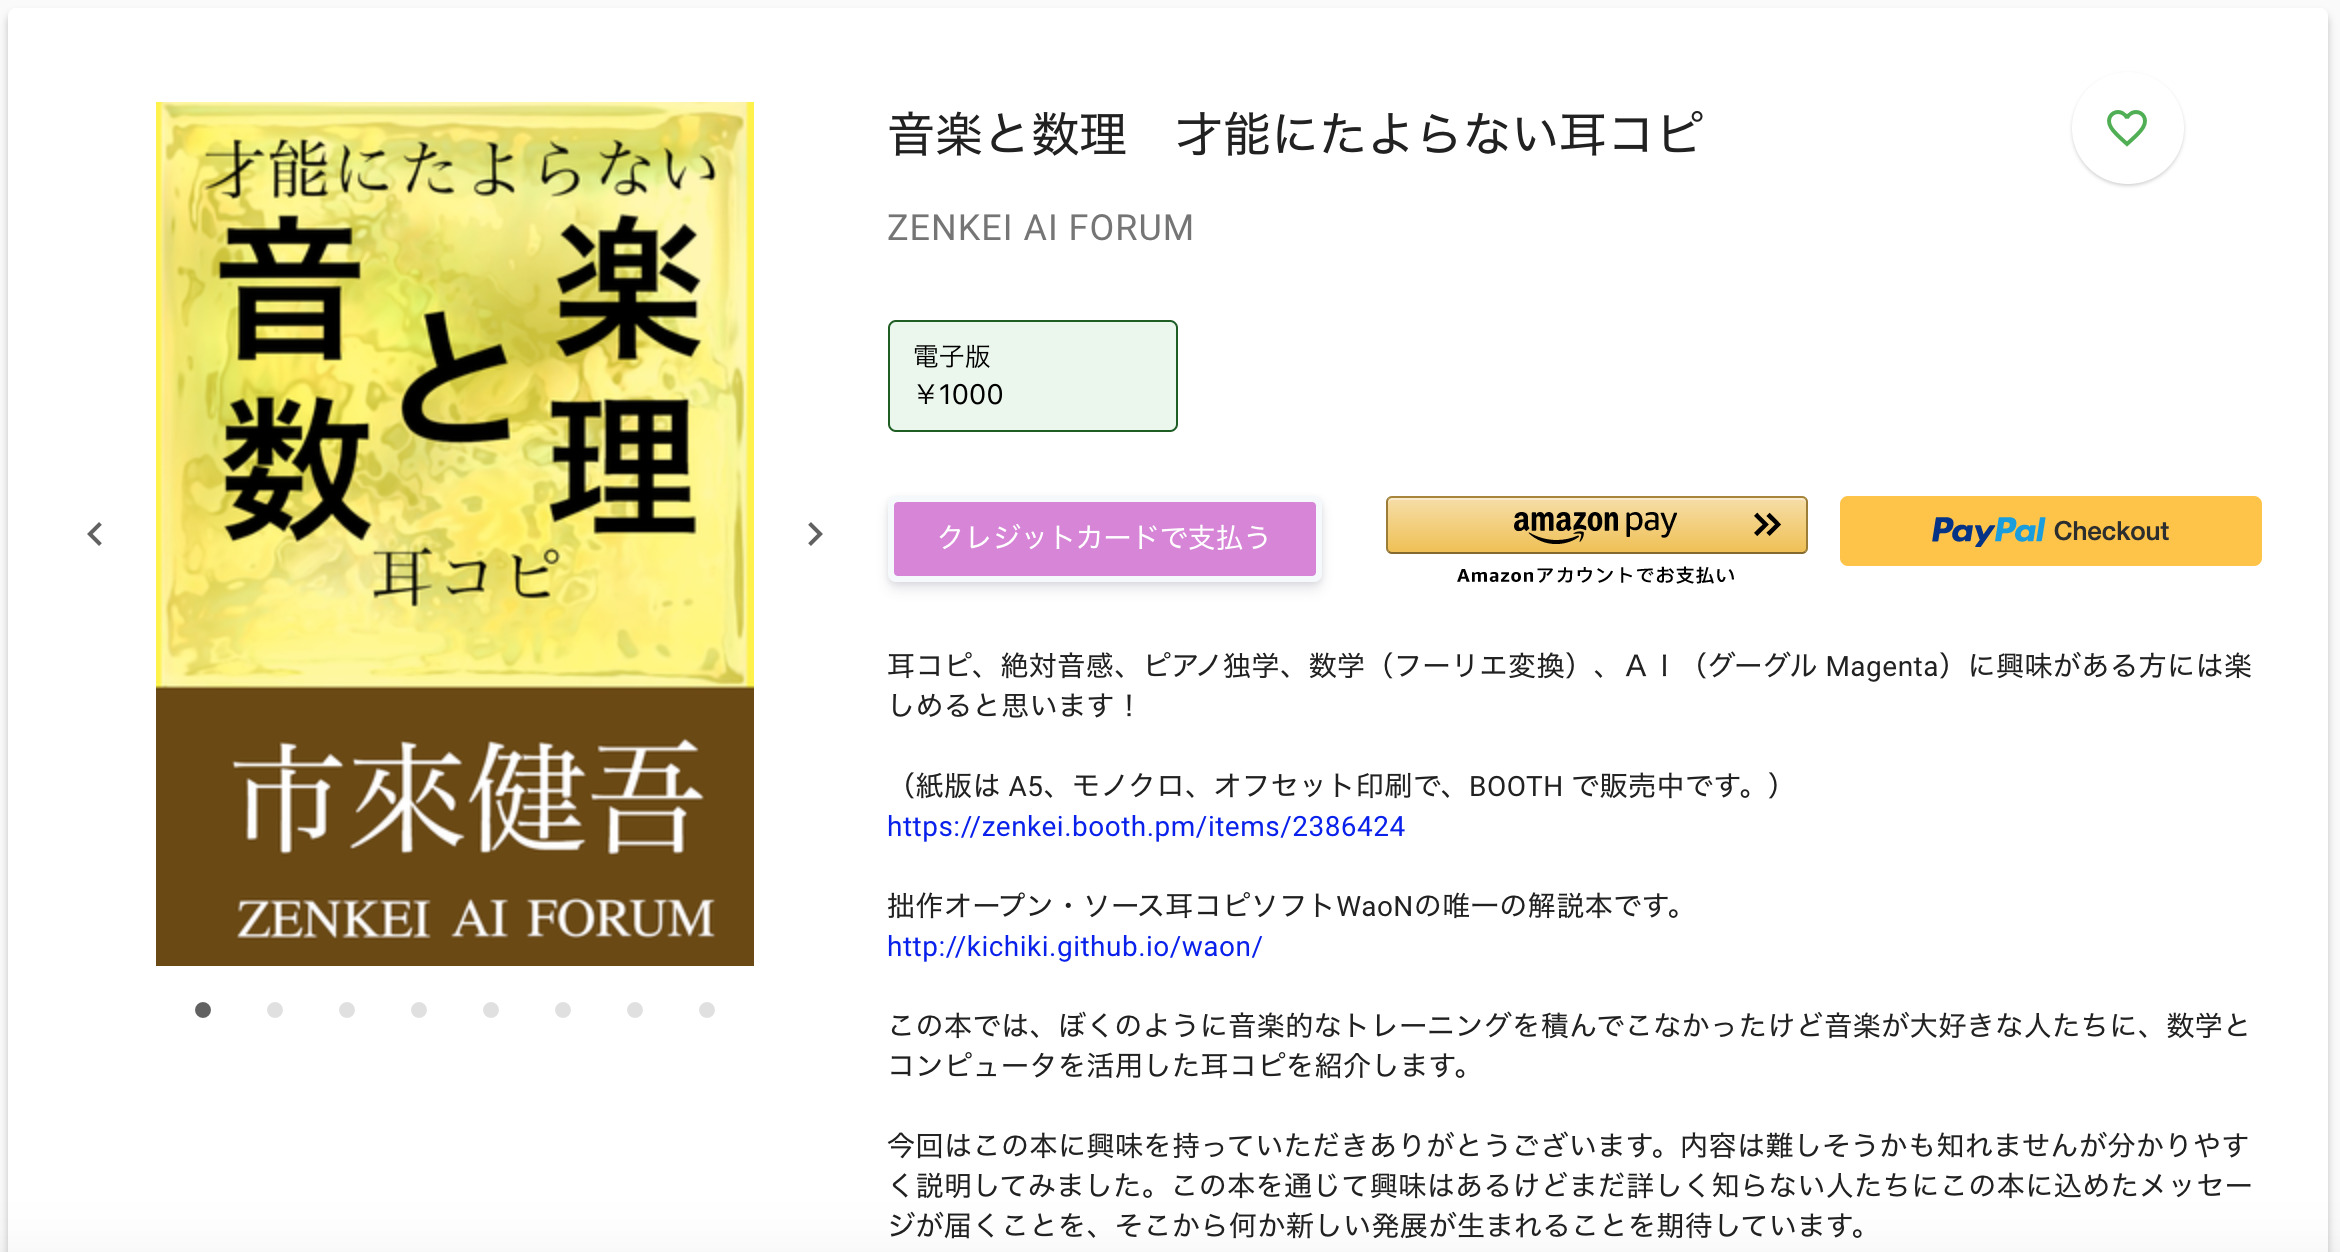 才能にたよらない
音楽
と
数理
耳コピ
市來健吾
ZENKEI AI FORUM
音楽と数理　才能にたよらない耳コピ
ZENKEI AI FORUM
電子版
￥1000
クレジットカードで支払う
amazon pay
Amazonアカウントでお支払い
PayPal Checkout
耳コピ、絶対音感、ピアノ独学、数学（フーリエ変換）、ＡＩ（グーグル Magenta）に興味がある方には楽
しめると思います！
（紙版は A5、モノクロ、オフセット印刷で、BOOTH で販売中です。）
https://zenkei.booth.pm/items/2386424
拙作オープン・ソース耳コピソフトWaoNの唯一の解説本です。
http://kichiki.github.io/waon/
この本では、ぼくのように音楽的なトレーニングを積んでこなかったけど音楽が大好きな人たちに、数学と
コンピュータを活用した耳コピを紹介します。
今回はこの本に興味を持っていただきありがとうございます。内容は難しそうかも知れませんが分かりやす
く説明してみました。この本を通じて興味はあるけどまだ詳しく知らない人たちにこの本に込めたメッセー
ジが届くことを、そこから何か新しい発展が生まれることを期待しています。